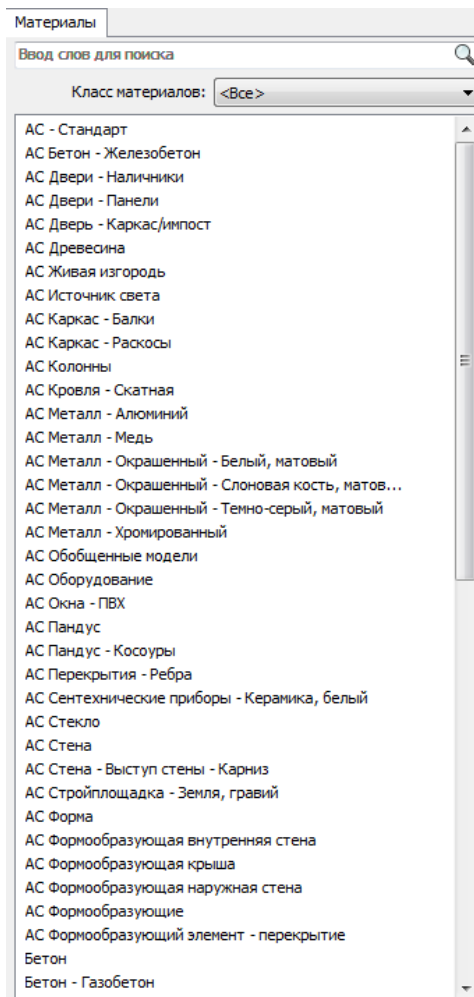 Материалы
Ввод слов для поиска
Класс материалов: <Все>
АС - Стандарт
АС Бетон - Железобетон
АС Двери - Наличники
АС Двери - Панели
АС Дверь - Каркас/импост
АС Древесина
АС Живая изгородь
АС Источник света
АС Каркас - Балки
АС Каркас - Раскосы
АС Колонны
АС Кровля - Скатная
АС Металл - Алюминий
АС Металл - Медь
АС Металл - Окрашенный - Белый, матовый
АС Металл - Окрашенный - Слоновая кость, матов...
АС Металл - Окрашенный - Темно-серый, матовый
АС Металл - Хромированный
АС Обобщенные модели
АС Оборудование
АС Окна - ПВХ
АС Пандус
АС Пандус - Косоуры
АС Перекрытия - Ребра
АС Сентехнические приборы - Керамика, белый
АС Стекло
АС Стена
АС Стена - Выступ стены - Карниз
АС Стройплощадка - Земля, гравий
АС Форма
АС Формообразующая внутренняя стена
АС Формообразующая крыша
АС Формообразующая наружная стена
АС Формообразующие
АС Формообразующий элемент - перекрытие
Бетон
Бетон - Газобетон